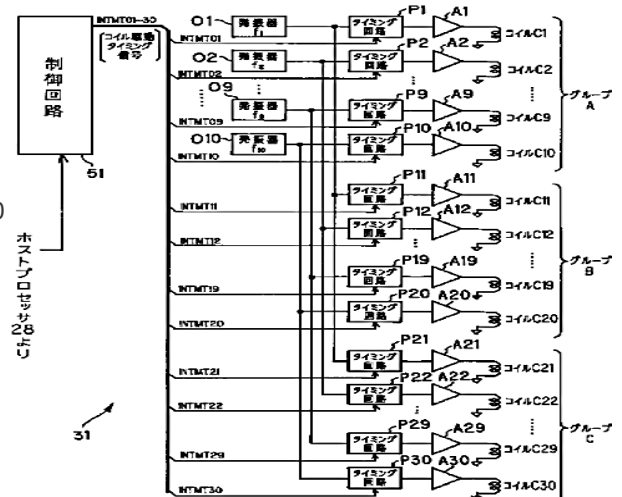 INTMT01~30
(コイル駆動
タイミング
信号)
制御回路
51
ホストプロセッサ28より
31
O1
発振器
f₁
INTMT01
P1
タイミング
回路
A1
コイルC1
O2
発振器
INTMT02
P2
タイミング
回路
A2
コイルC2
O9
発振器
f₉
INTMT09
P9
タイミング
回路
A9
コイルC9
O10
発振器
f₁₀
INTMT10
P10
タイミング
回路
A10
コイルC10
グループ
A
INTMT11
P11
タイミング
回路
A11
コイルC11
INTMT12
P12
タイミング
回路
A12
コイルC12
INTMT19
P19
タイミング
回路
A19
コイルC19
INTMT20
P20
タイミング
回路
A20
コイルC20
グループ
B
INTMT21
P21
タイミング
回路
A21
コイルC21
INTMT22
P22
タイミング
回路
A22
コイルC22
INTMT29
P29
タイミング
回路
A29
コイルC29
INTMT30
P30
タイミング
回路
A30
コイルC30
グループ
C